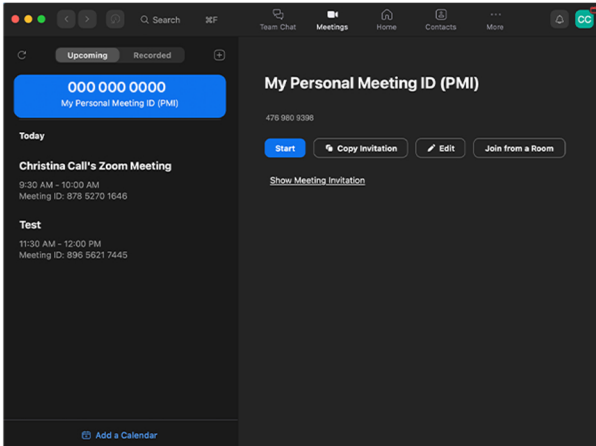 Search ⌘F
Team Chat
Meetings
Home
Contacts
More
CC
Upcoming
Recorded
000 000 0000
My Personal Meeting ID (PMI)
Today
Christina Call's Zoom Meeting
9:30 AM - 10:00 AM
Meeting ID: 878 5270 1646
Test
11:30 AM - 12:00 PM
Meeting ID: 896 5621 7445
Add a Calendar
My Personal Meeting ID (PMI)
476 980 9398
Start
Copy Invitation
Edit
Join from a Room
Show Meeting Invitation